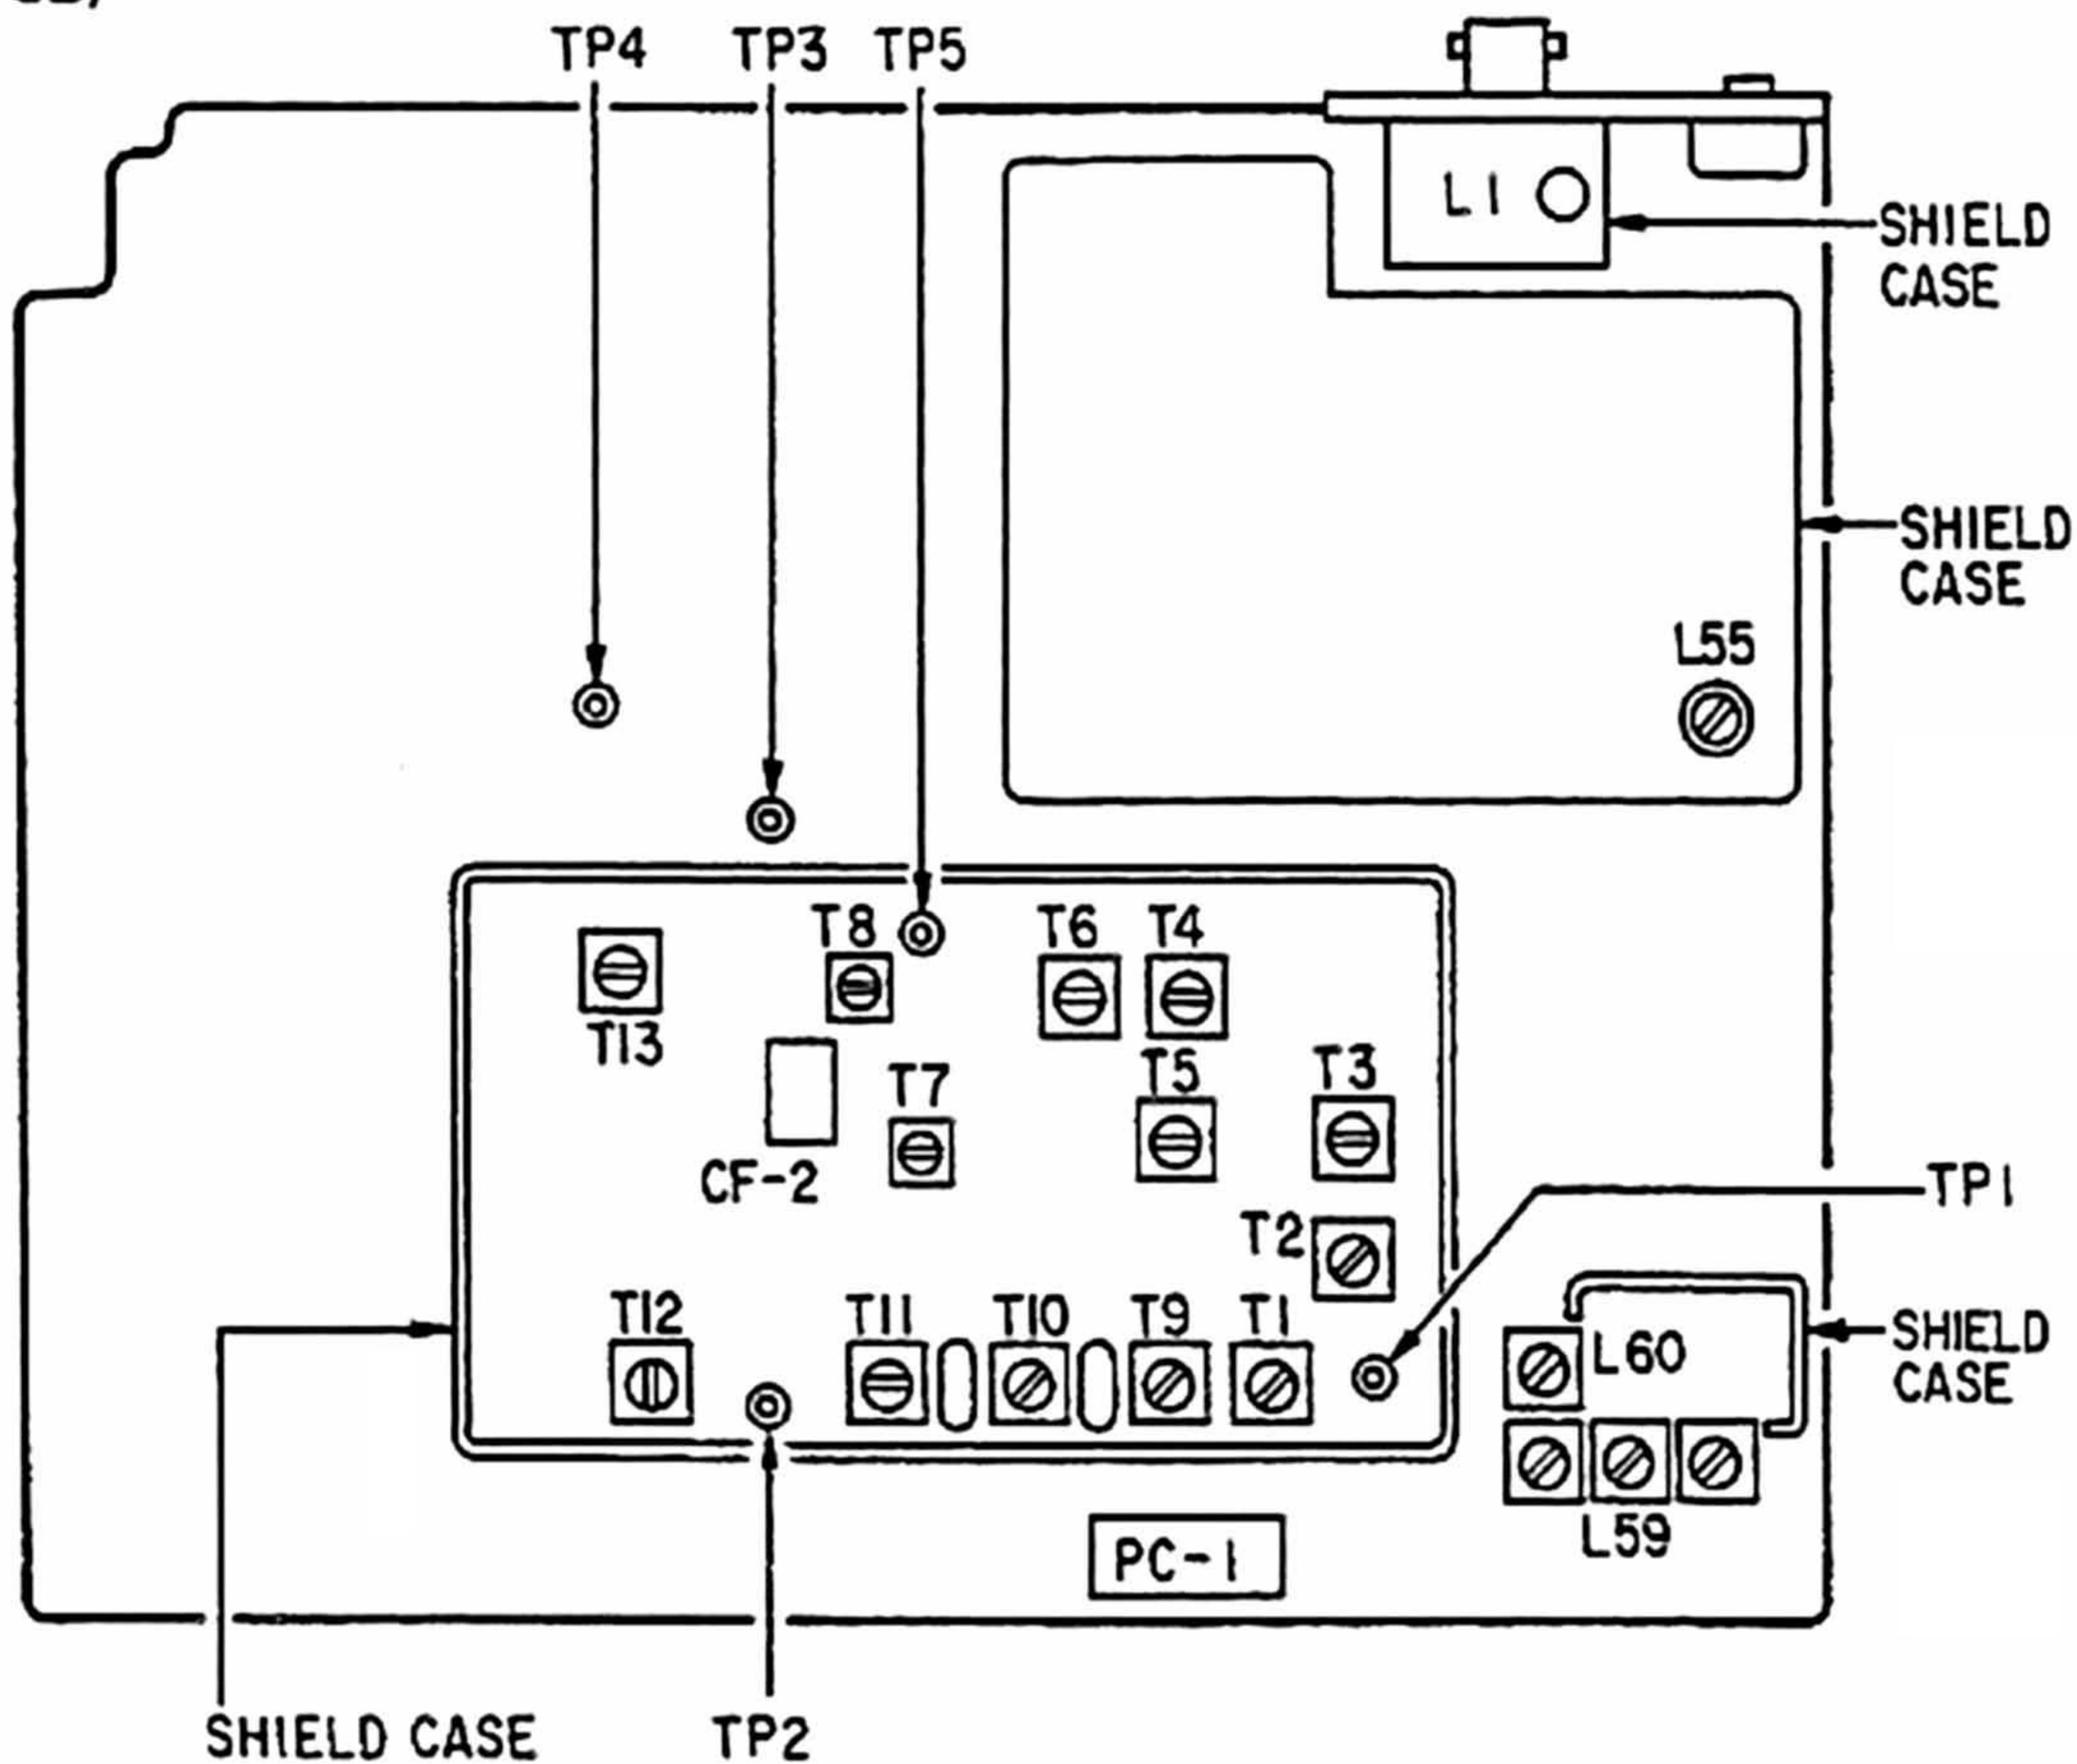 TP4 TP3 TP5
L1
SHIELD
CASE
SHIELD
CASE
L55
T8 T6 T4
T13
T7 T5 T3
CF-2
TP1
T2
T12 T11 T10 T9 T1
L60
SHIELD
CASE
L59
PC-1
SHIELD CASE TP2